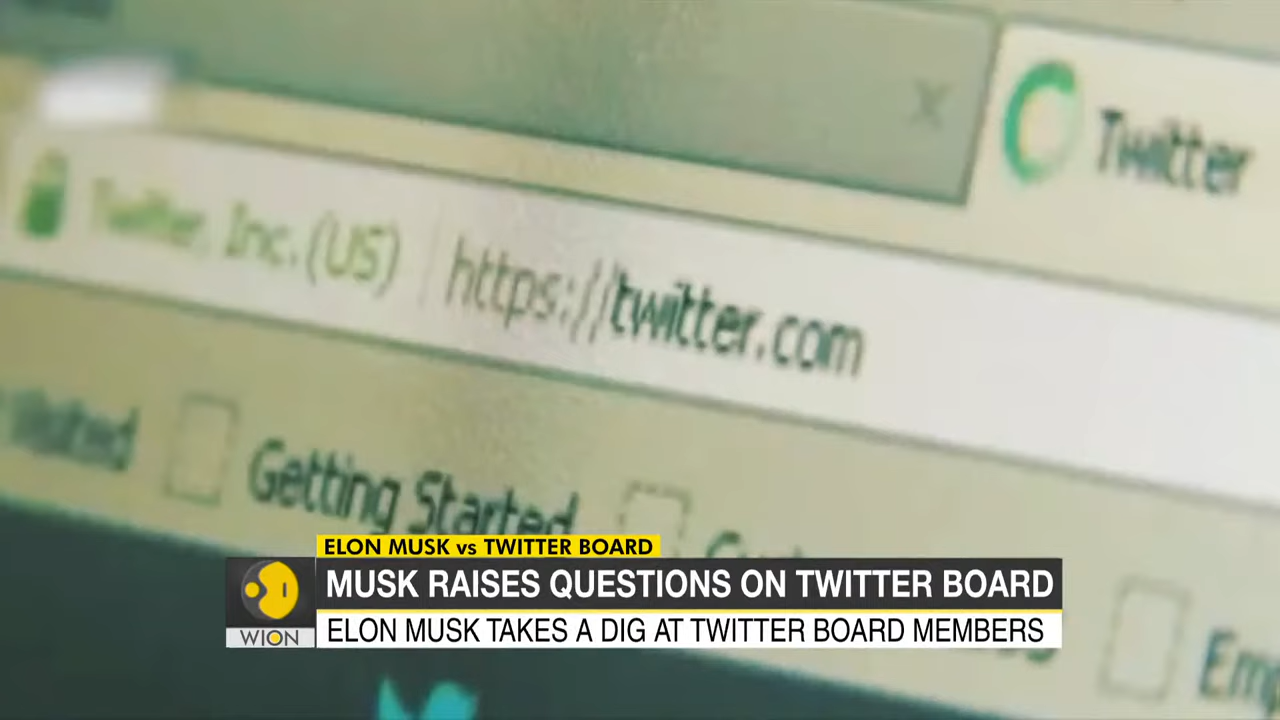 Twitter
Twitter, Inc. (US) https://twitter.com
Getting Started
ELON MUSK vs TWITTER BOARD
MUSK RAISES QUESTIONS ON TWITTER BOARD
WION
ELON MUSK TAKES A DIG AT TWITTER BOARD MEMBERS